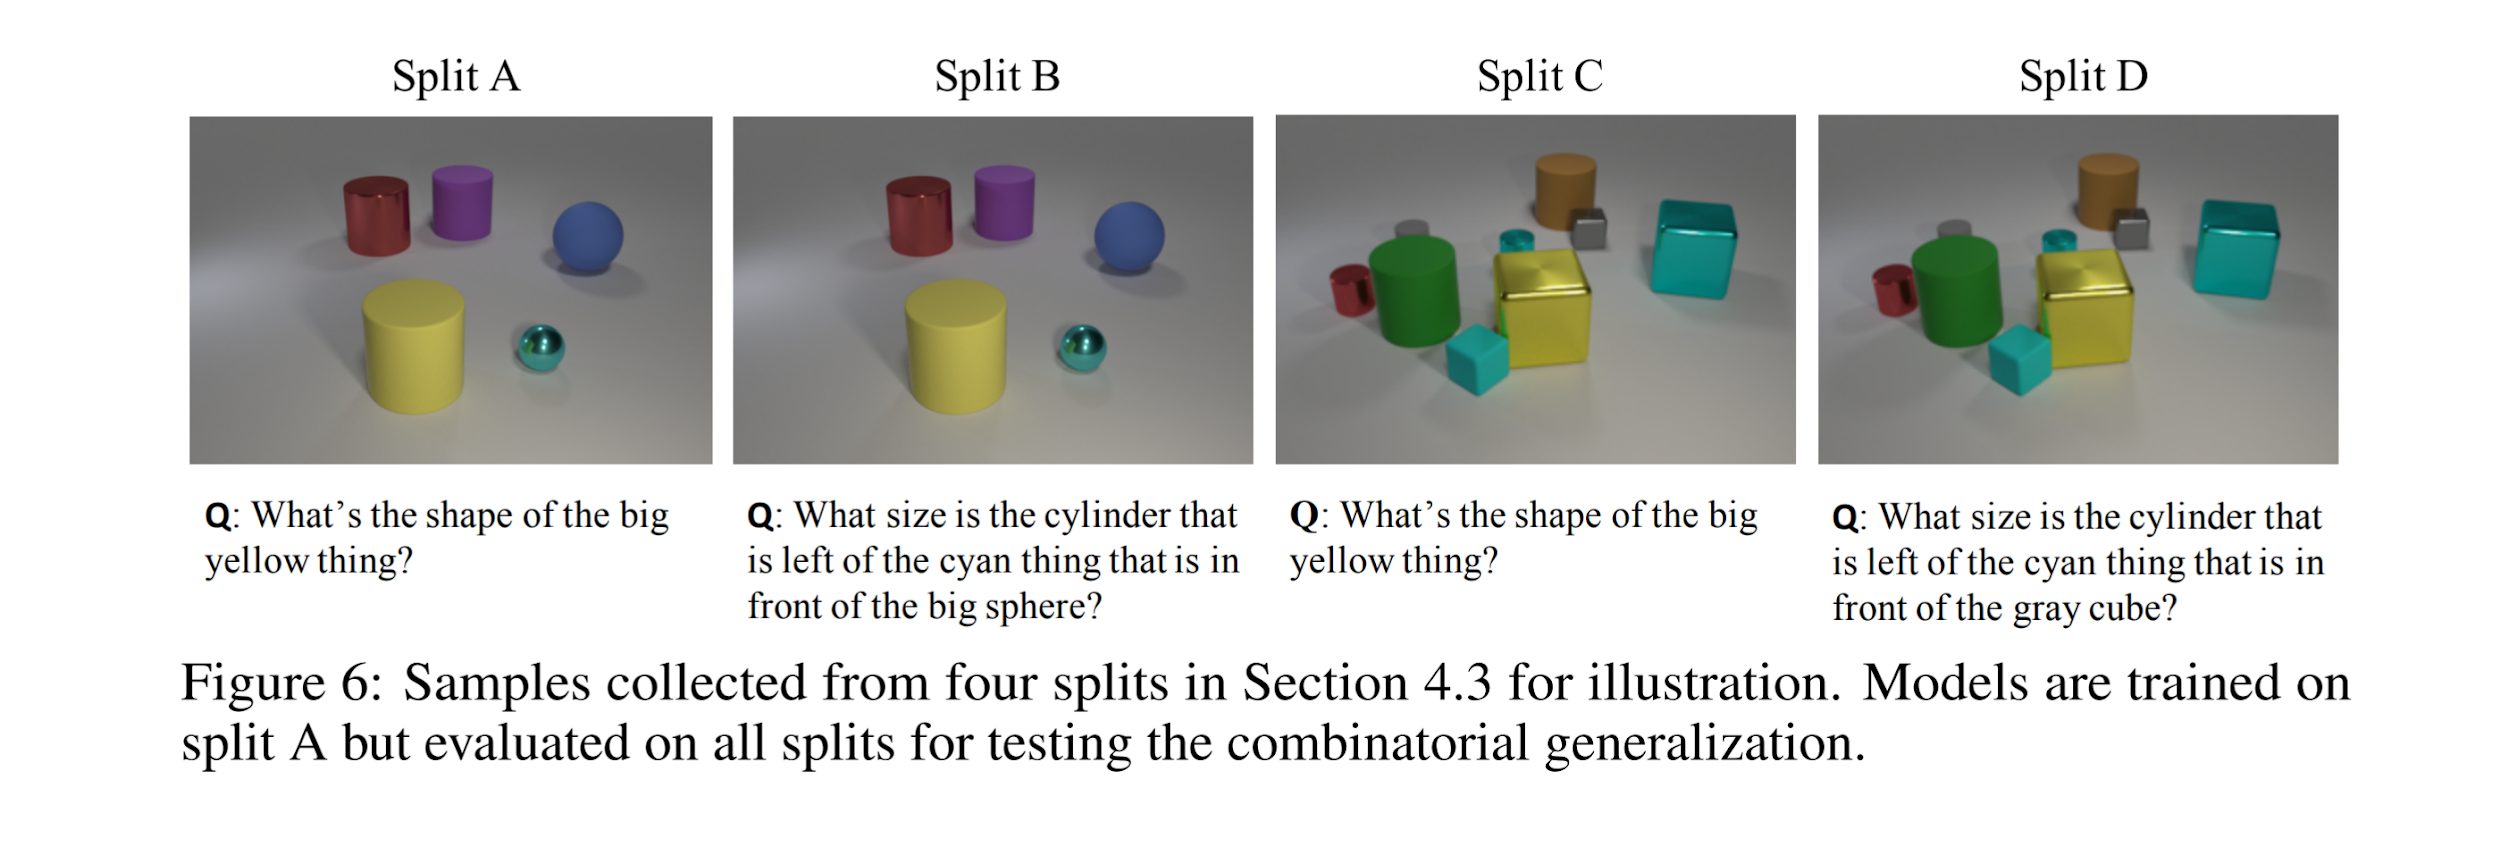 Split A
Split B
Split C
Split D
Q: What’s the shape of the big
yellow thing?
Q: What size is the cylinder that
is left of the cyan thing that is in
front of the big sphere?
Q: What’s the shape of the big
yellow thing?
Q: What size is the cylinder that
is left of the cyan thing that is in
front of the gray cube?
Figure 6: Samples collected from four splits in Section 4.3 for illustration. Models are trained on
split A but evaluated on all splits for testing the combinatorial generalization.